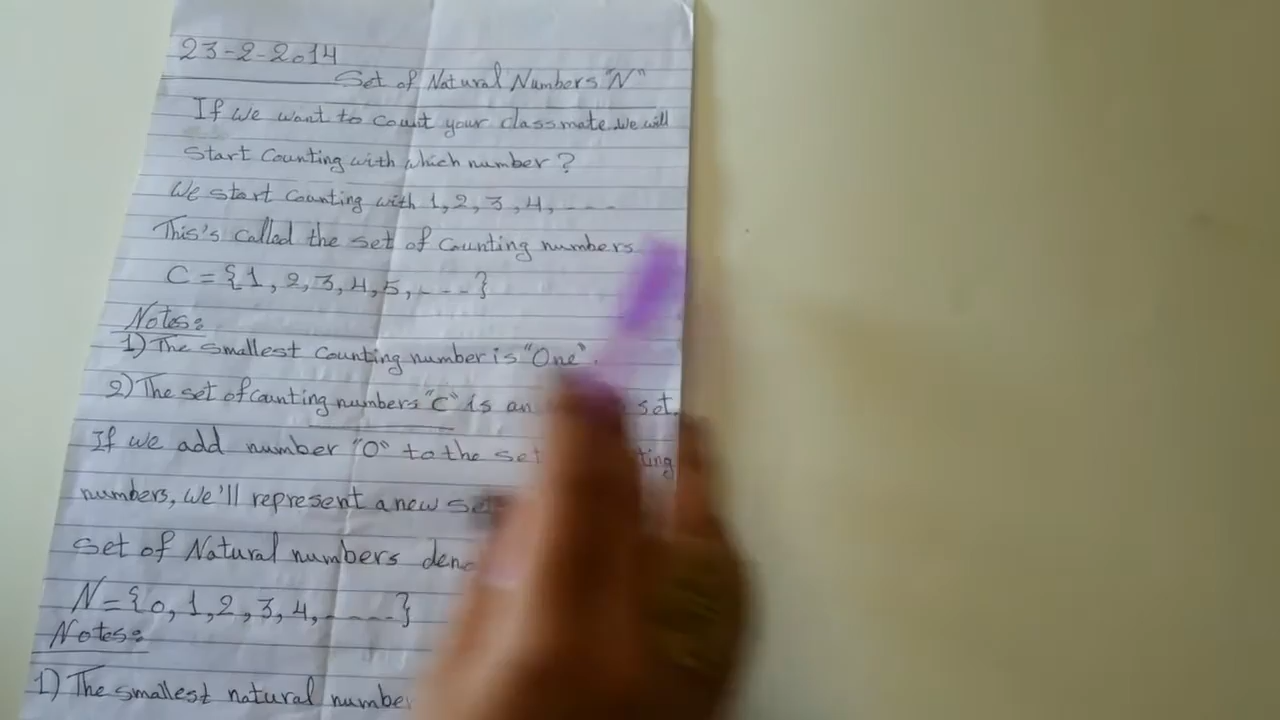 23-2-2014
Set of Natural Numbers "N"
If we want to count your classmate we will
start counting with which number?
We start counting with 1, 2, 3, 4, ----
This's called the set of counting numbers
C = {1, 2, 3, 4, 5, ----}
Notes:
1) The smallest counting number is "One".
2) The set of counting numbers "C" is an set.
If we add number "0" to the set ting
numbers, we'll represent a new set
set of Natural numbers deno
N = {0, 1, 2, 3, 4, ----}
Notes:
1) The smallest natural number